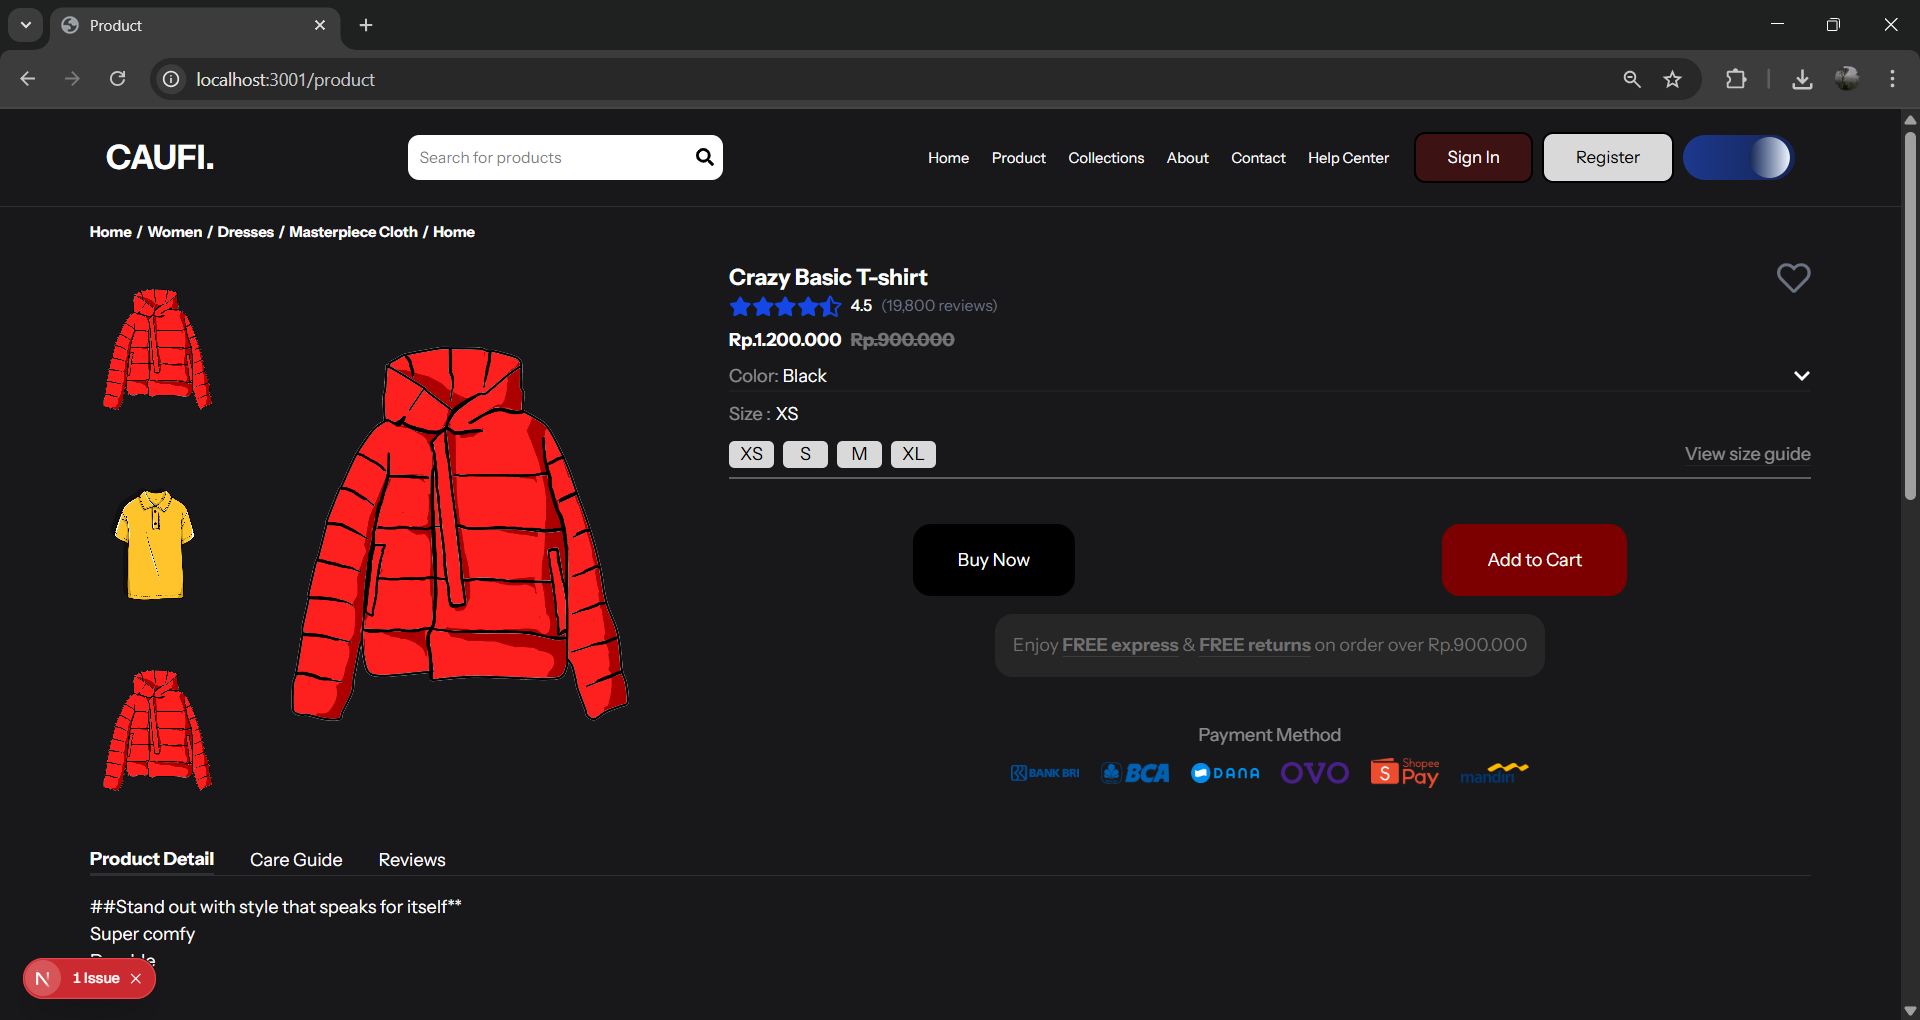 Product
localhost:3001/product
CAUFI.
Search for products
Home Product Collections About Contact Help Center Sign In Register
Home / Women / Dresses / Masterpiece Cloth / Home
Crazy Basic T-shirt
4.5 (19,800 reviews)
Rp.1.200.000 Rp.900.000
Color: Black
Size : XS
XS S M XL View size guide
Buy Now Add to Cart
Enjoy FREE express & FREE returns on order over Rp.900.000
Payment Method
BANK BRI BCA DANA OVO S Shopee Pay mandiri
Product Detail Care Guide Reviews
##Stand out with style that speaks for itself**
Super comfy
N 1 Issue